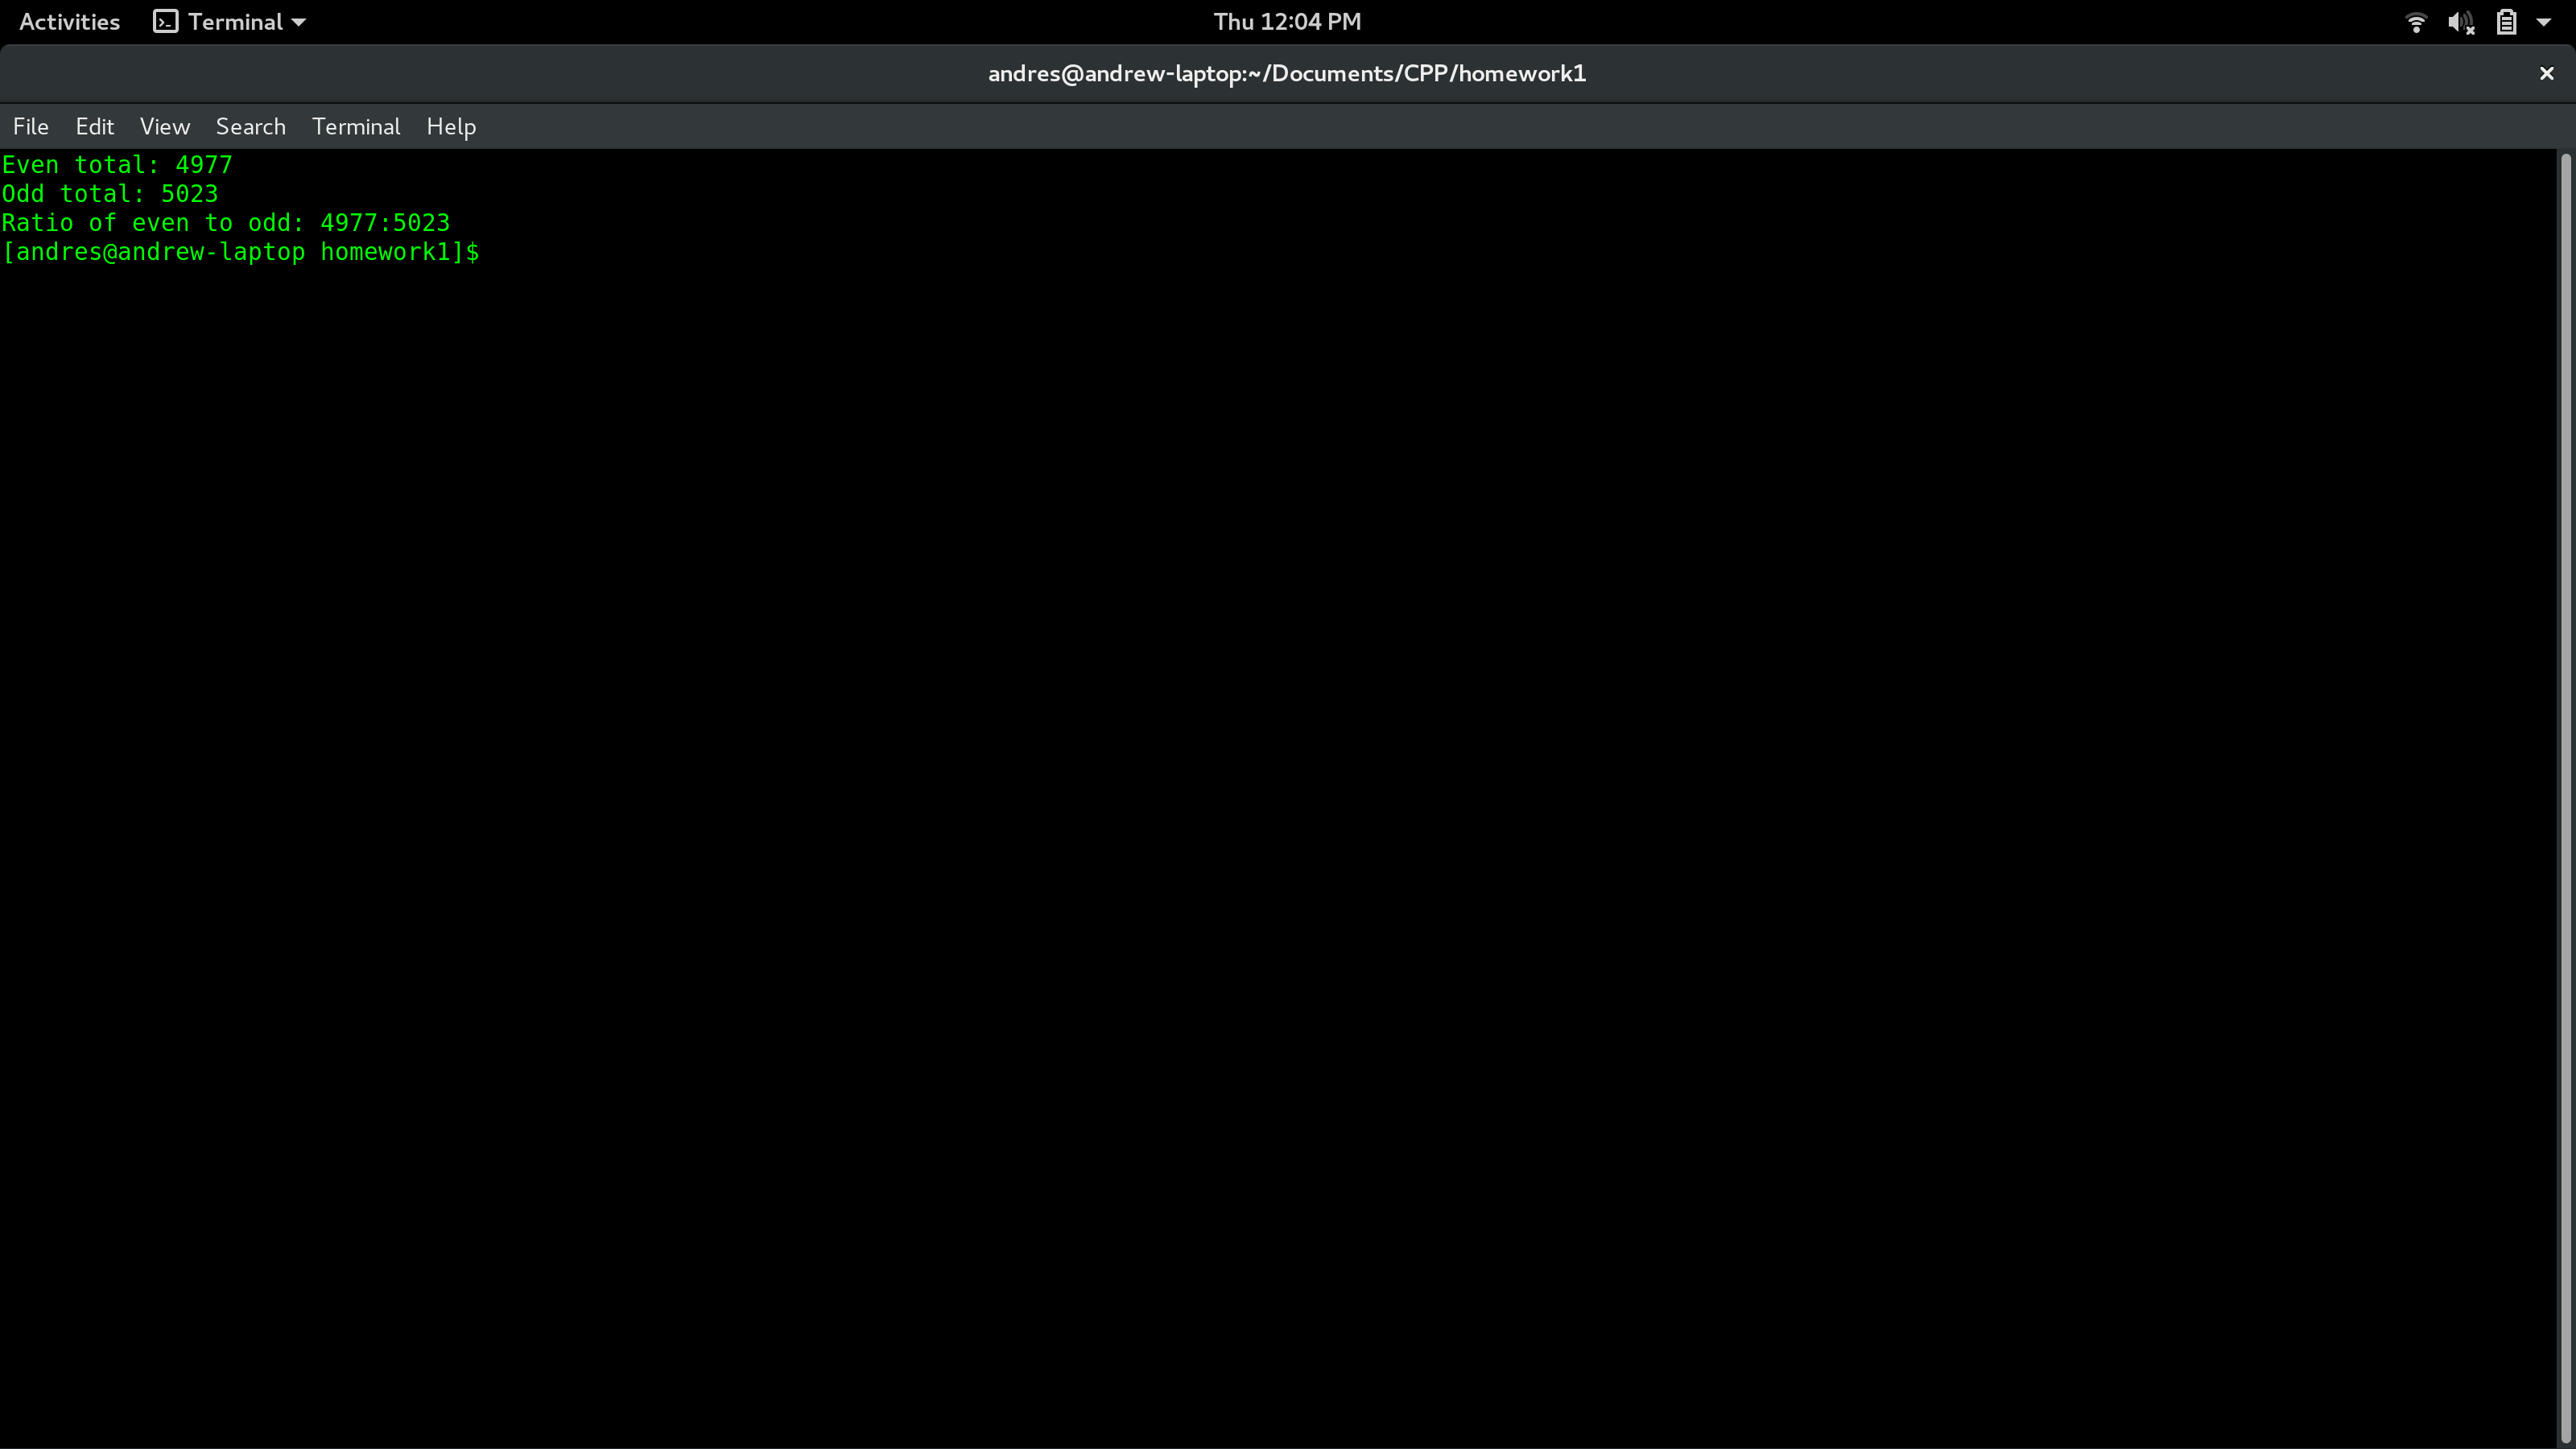 Activities Terminal Thu 12:04 PM
andres@andrew-laptop:~/Documents/CPP/homework1
File Edit View Search Terminal Help
Even total: 4977
Odd total: 5023
Ratio of even to odd: 4977:5023
[andres@andrew-laptop homework1]$